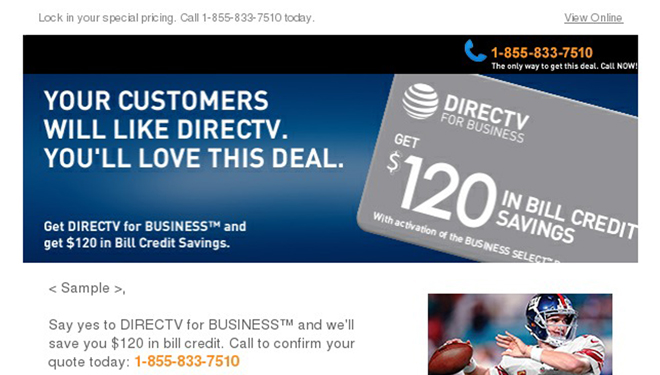 Lock in your special pricing. Call 1-855-833-7510 today.
View Online
1-855-833-7510
The only way to get this deal. Call NOW!
YOUR CUSTOMERS
WILL LIKE DIRECTV.
YOU'LL LOVE THIS DEAL.
Get DIRECTV for BUSINESS™ and
get $120 in Bill Credit Savings.
DIRECTV
FOR BUSINESS
GET
$120 IN BILL CREDIT
SAVINGS
With activation of the BUSINESS SELECT
< Sample >,
Say yes to DIRECTV for BUSINESS™ and we'll
save you $120 in bill credit. Call to confirm your
quote today: 1-855-833-7510